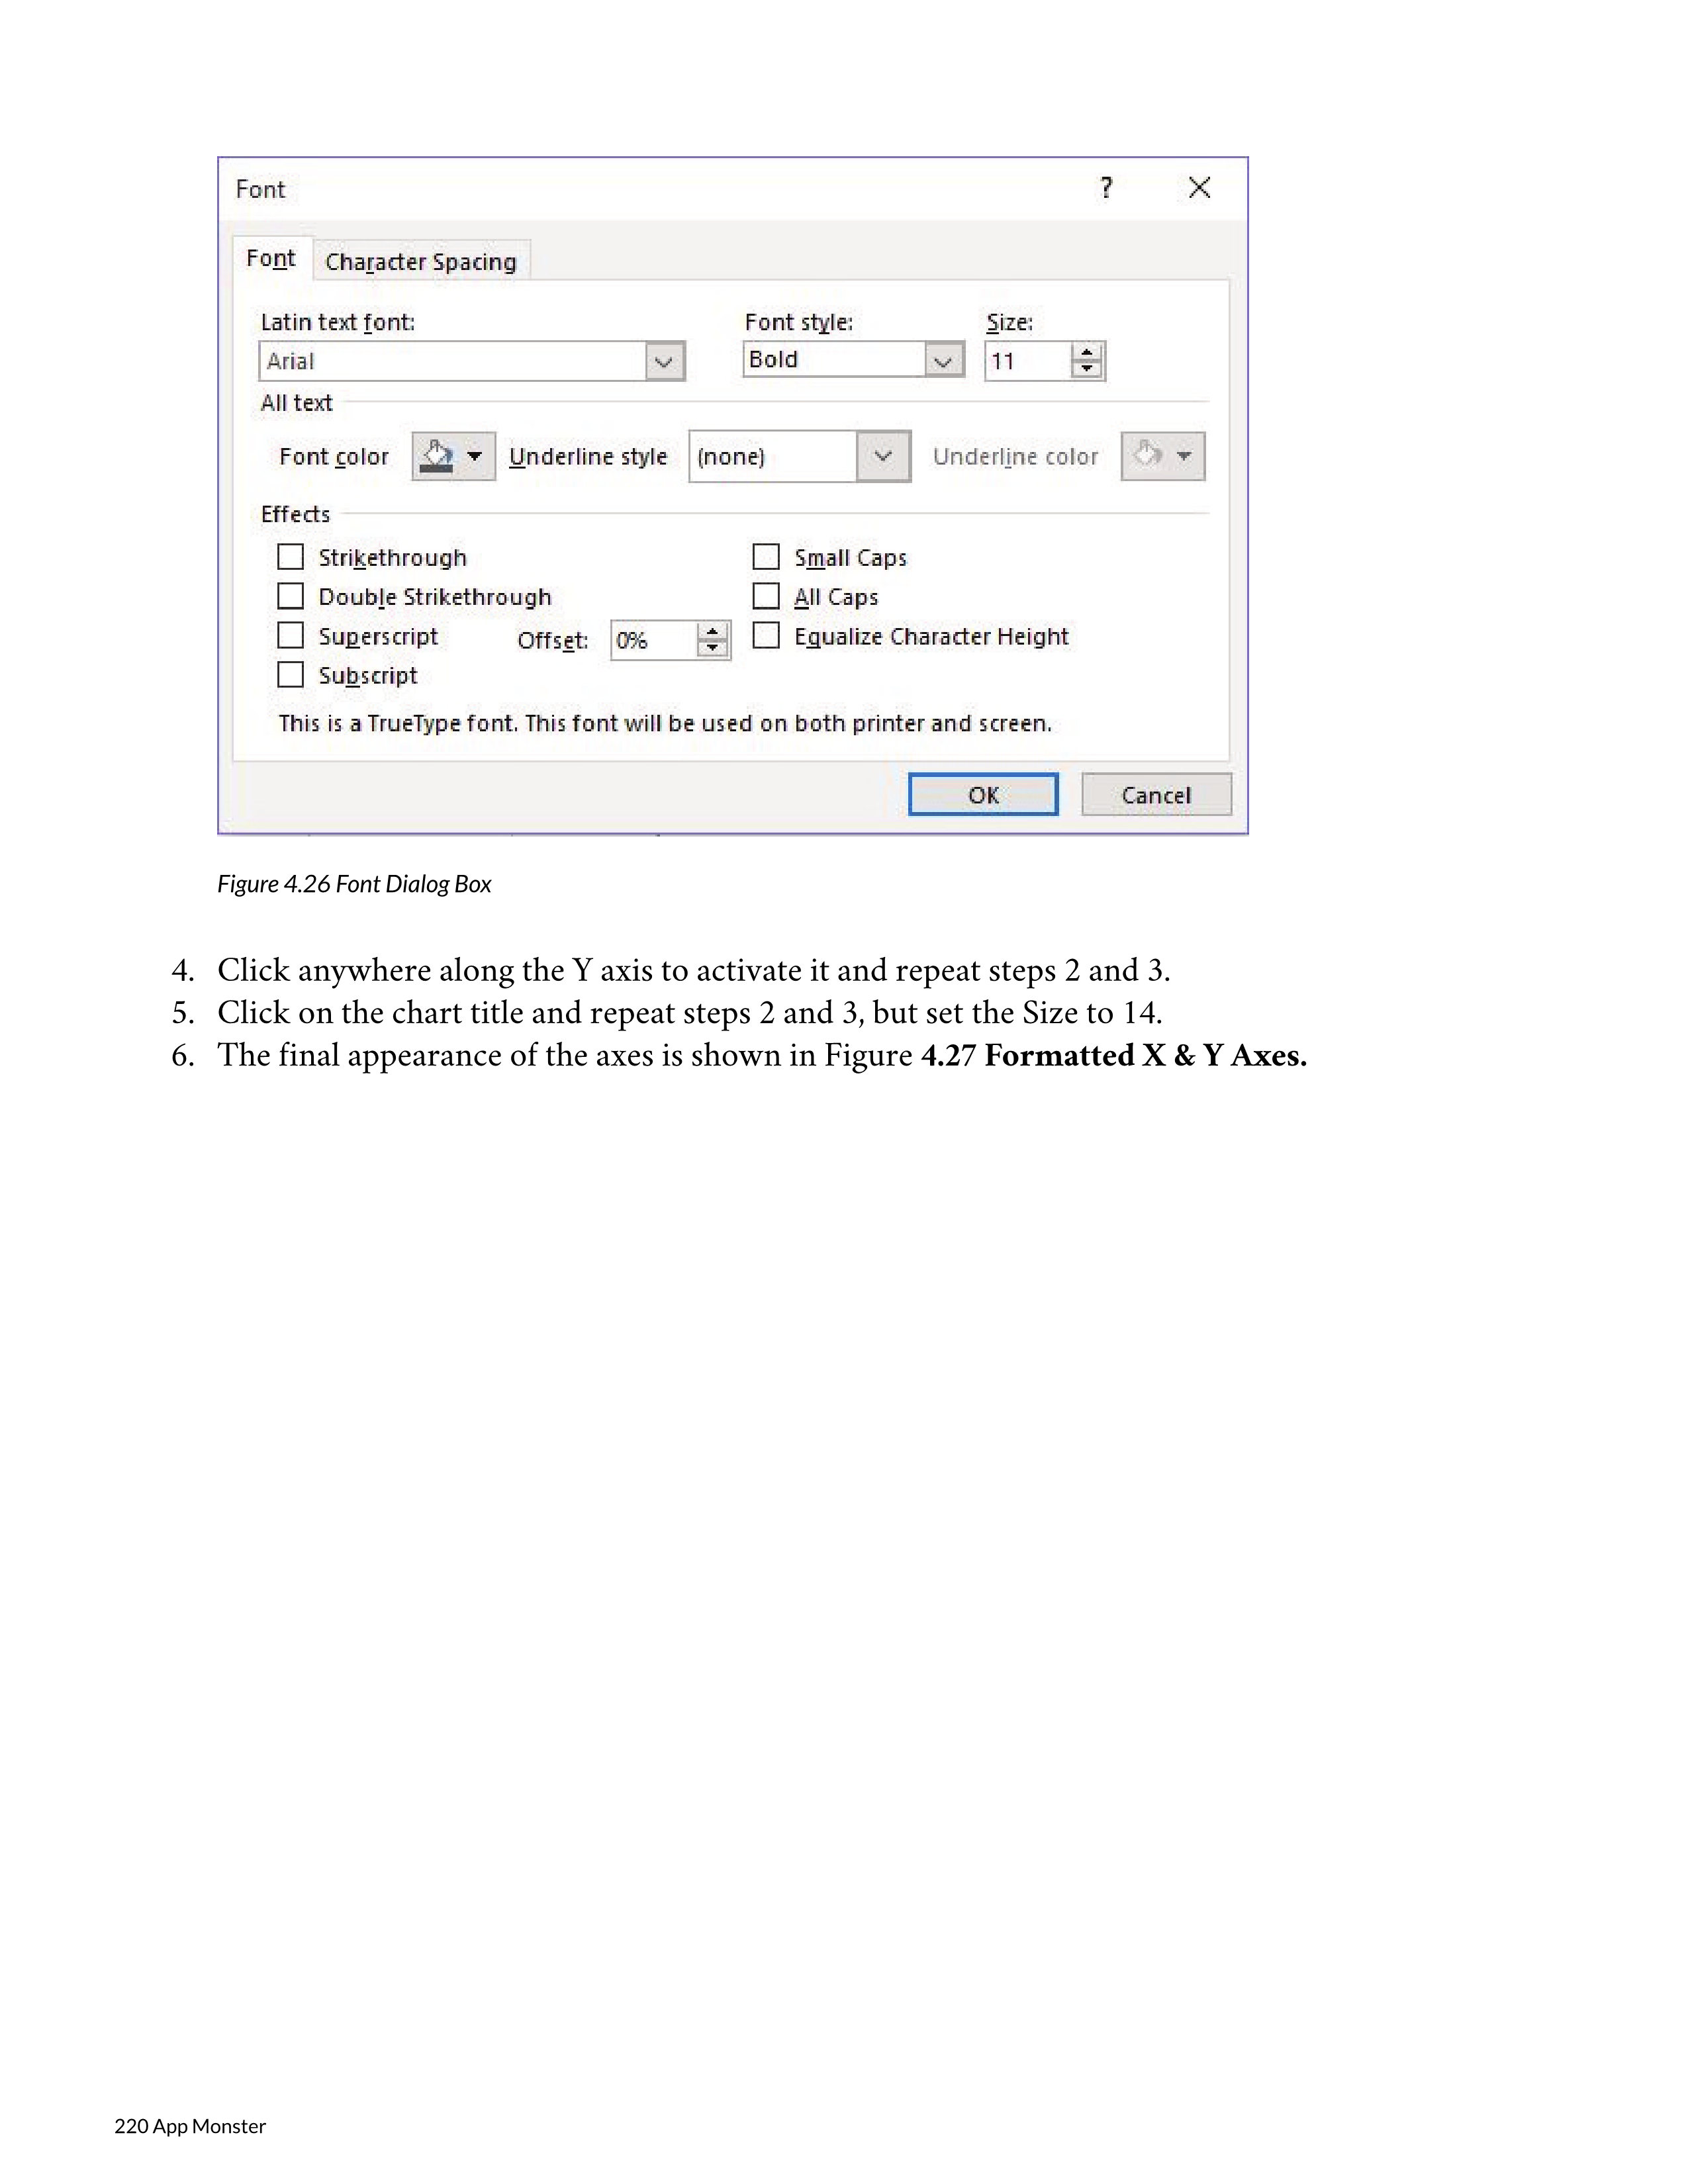 Font ? ×
Font Character Spacing
Latin text font: Font style: Size:
Arial Bold 11
All text
Font color Underline style (none) Underline color
Effects
Strikethrough Small Caps
Double Strikethrough All Caps
Superscript Offset: 0% Equalize Character Height
Subscript
This is a TrueType font. This font will be used on both printer and screen.
OK Cancel
Figure 4.26 Font Dialog Box
4. Click anywhere along the Y axis to activate it and repeat steps 2 and 3.
5. Click on the chart title and repeat steps 2 and 3, but set the Size to 14.
6. The final appearance of the axes is shown in Figure 4.27 Formatted X & Y Axes.
220 App Monster